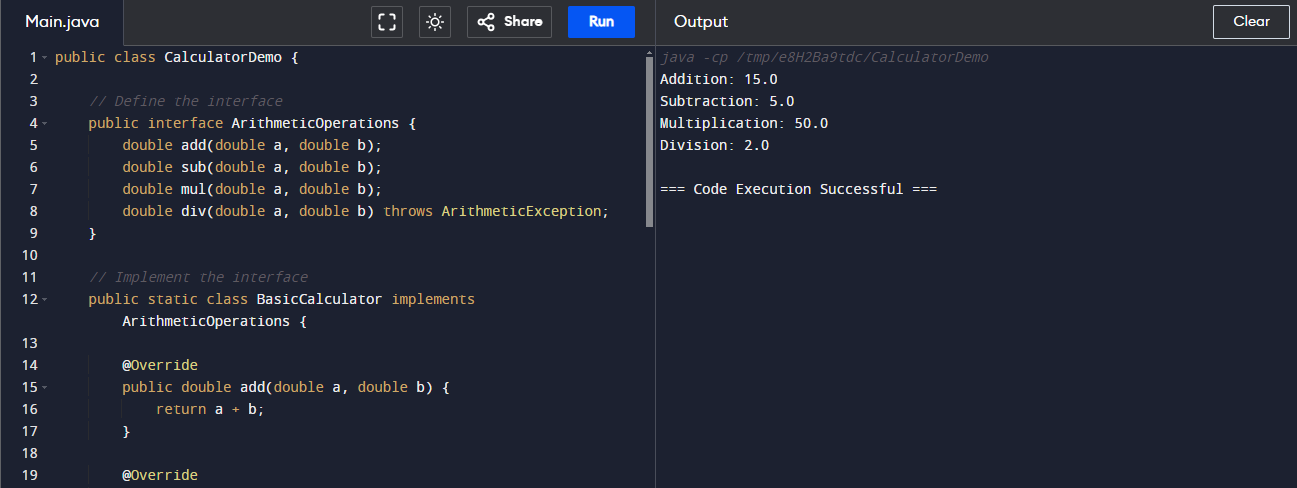 Main.java
Share
Run
Output
Clear
1 public class CalculatorDemo {
2
3 // Define the interface
4 public interface ArithmeticOperations {
5 double add(double a, double b);
6 double sub(double a, double b);
7 double mul(double a, double b);
8 double div(double a, double b) throws ArithmeticException;
9 }
10
11 // Implement the interface
12 public static class BasicCalculator implements
ArithmeticOperations {
13
14 @Override
15 public double add(double a, double b) {
16 return a + b;
17 }
18
19 @Override
java -cp /tmp/e8H2Ba9tdc/CalculatorDemo
Addition: 15.0
Subtraction: 5.0
Multiplication: 50.0
Division: 2.0
=== Code Execution Successful ===